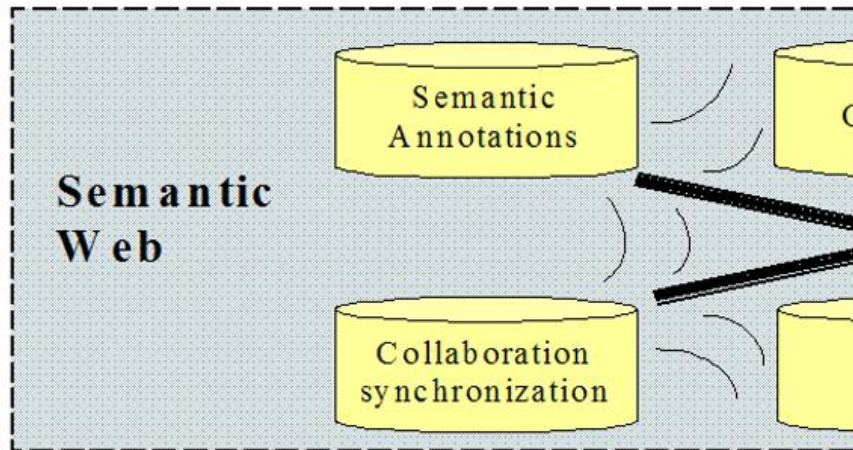 Semantic
Annotations
Semantic
Web
Collaboration
synchronization